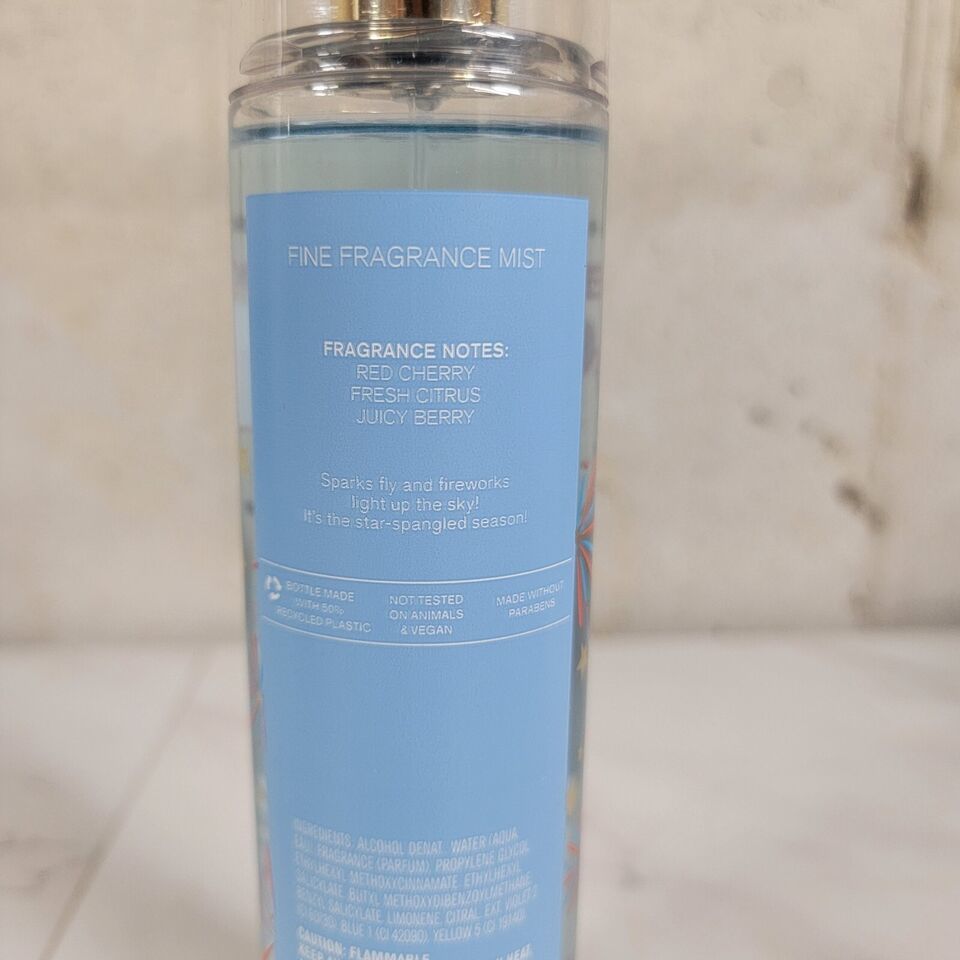 FINE FRAGRANCE MIST
FRAGRANCE NOTES:
RED CHERRY
FRESH CITRUS
JUICY BERRY
Sparks fly and fireworks
light up the sky!
It's the star-spangled season!
BOTTLE MADE
WITH 50%
RECYCLED PLASTIC
NOT TESTED
ON ANIMALS
& VEGAN
MADE WITHOUT
PARABENS
INGREDIENTS: ALCOHOL DENAT., WATER (AQUA,
EAU), FRAGRANCE (PARFUM), PROPYLENE GLYCOL,
ETHYLHEXYL METHOXYCINNAMATE, ETHYLHEXYL
SALICYLATE, BUTYL METHOXYDIBENZOYLMETHANE,
BENZYL SALICYLATE, LIMONENE, CITRAL, EXT. VIOLET 2
(CI 60730), BLUE 1 (CI 42090), YELLOW 5 (CI 19140).
CAUTION: FLAMMABLE
HEAT,